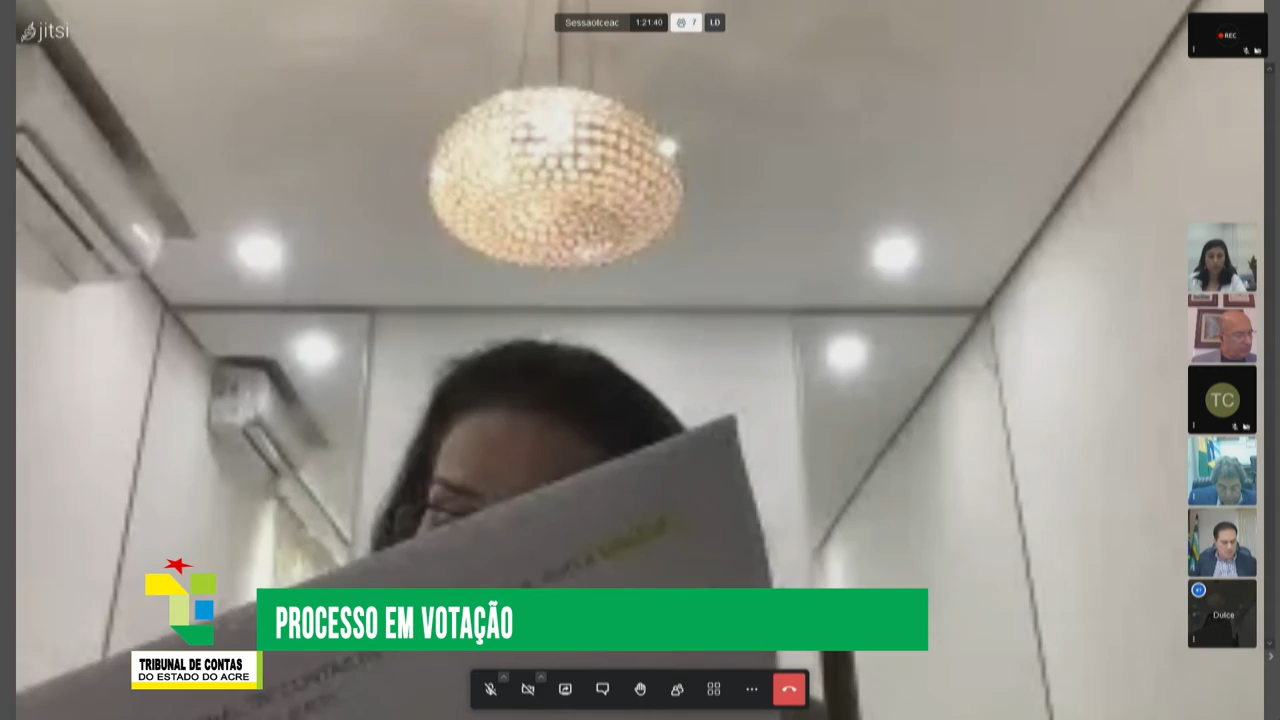 jitsi
Sessaotceac 1:21:40 7 LD
REC
TC
Dulce
PROCESSO EM VOTAÇÃO
TRIBUNAL DE CONTAS
DO ESTADO DO ACRE